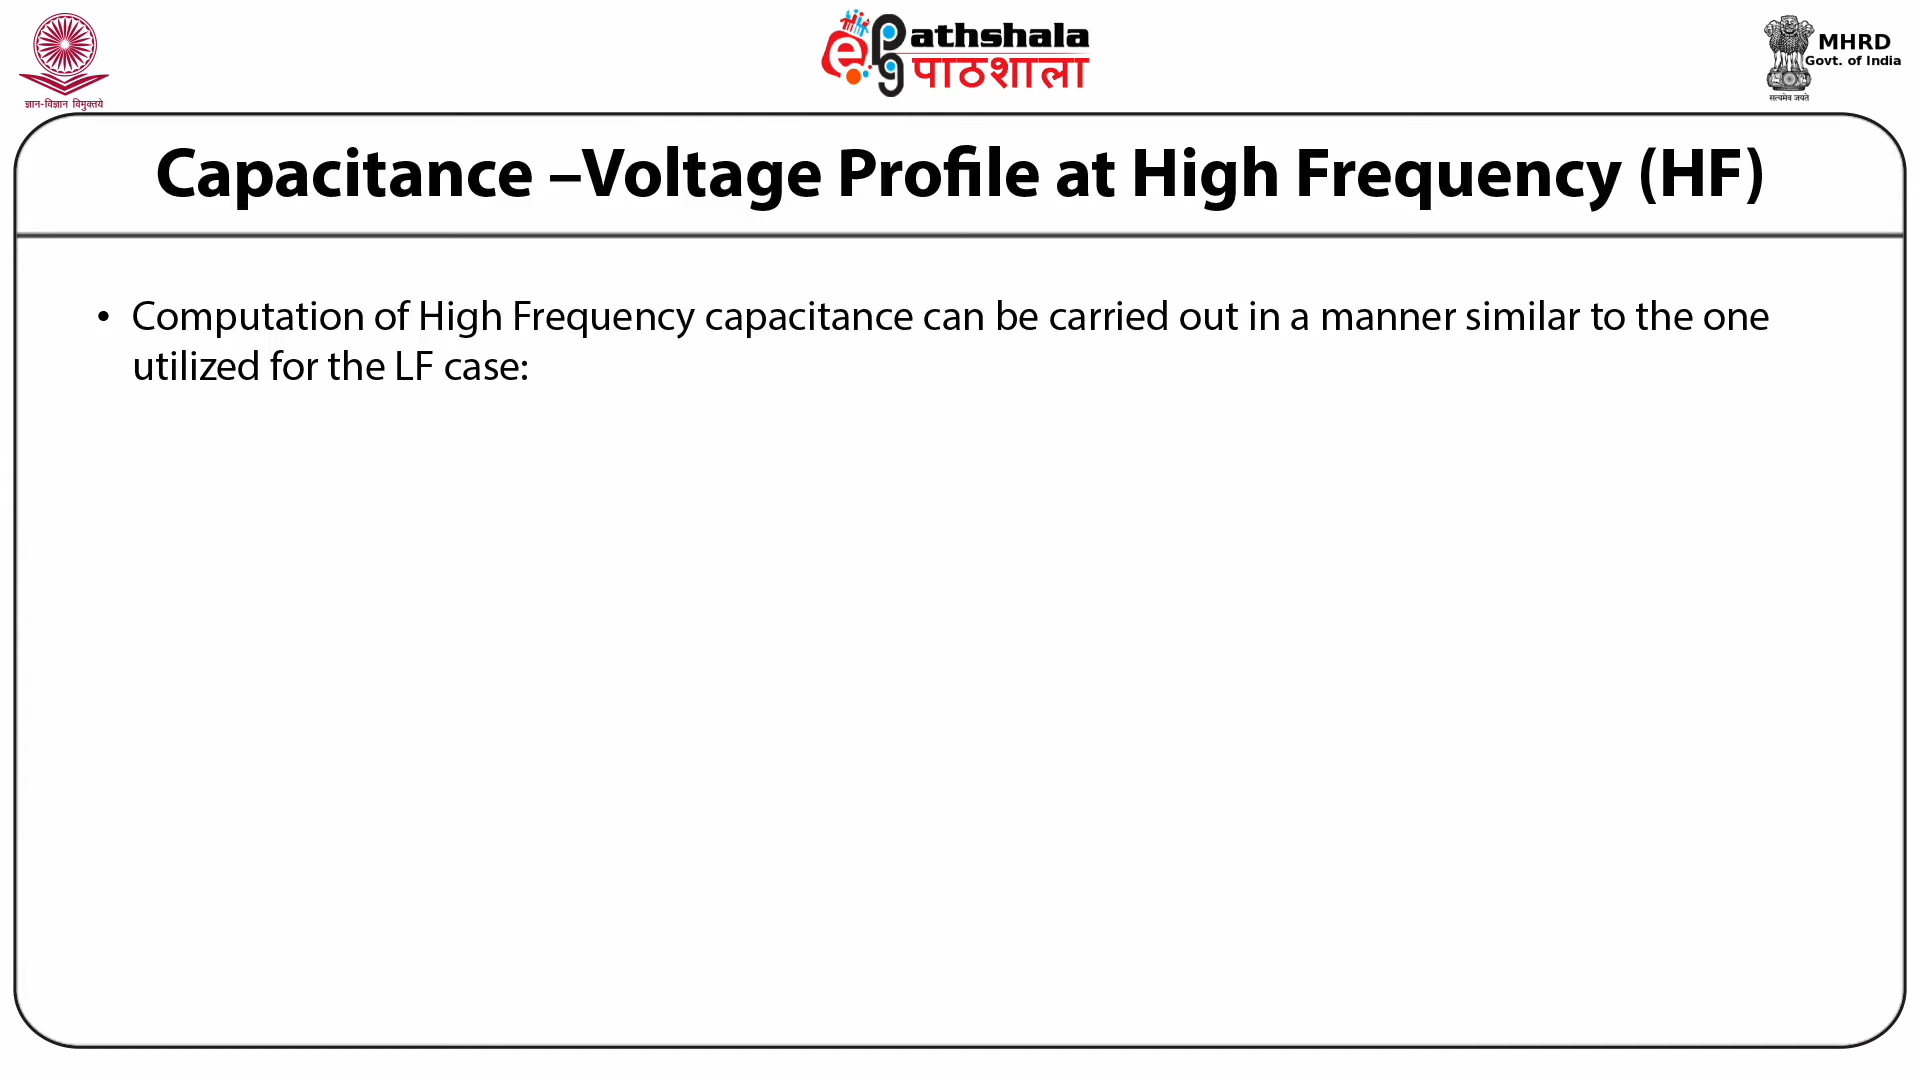 ज्ञान-विज्ञान विमुक्तये
ePathshala
पाठशाला
MHRD
Govt. of India
सत्यमेव जयते
Capacitance –Voltage Profile at High Frequency (HF)
• Computation of High Frequency capacitance can be carried out in a manner similar to the one
utilized for the LF case: